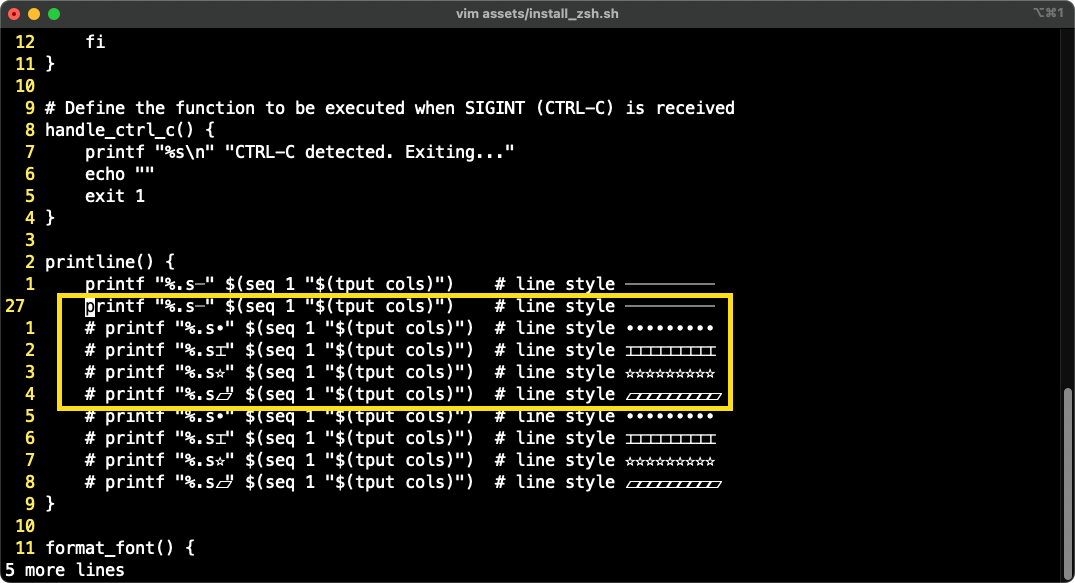 vim assets/install_zsh.sh
⌥⌘1
12     fi
11 }
10
9 # Define the function to be executed when SIGINT (CTRL-C) is received
8 handle_ctrl_c() {
7     printf "%s\n" "CTRL-C detected. Exiting..."
6     echo ""
5     exit 1
4 }
3
2 printline() {
1     printf "%.s─" $(seq 1 "$(tput cols)")    # line style ─────────
27     printf "%.s─" $(seq 1 "$(tput cols)")    # line style ─────────
1     # printf "%.s•" $(seq 1 "$(tput cols)")  # line style •••••••••
2     # printf "%.s⌶" $(seq 1 "$(tput cols)")  # line style ⌶⌶⌶⌶⌶⌶⌶⌶⌶
3     # printf "%.s☆" $(seq 1 "$(tput cols)")  # line style ☆☆☆☆☆☆☆☆☆
4     # printf "%.s▱" $(seq 1 "$(tput cols)")  # line style ▱▱▱▱▱▱▱▱▱
5     # printf "%.s•" $(seq 1 "$(tput cols)")  # line style •••••••••
6     # printf "%.s⌶" $(seq 1 "$(tput cols)")  # line style ⌶⌶⌶⌶⌶⌶⌶⌶⌶
7     # printf "%.s☆" $(seq 1 "$(tput cols)")  # line style ☆☆☆☆☆☆☆☆☆
8     # printf "%.s▱" $(seq 1 "$(tput cols)")  # line style ▱▱▱▱▱▱▱▱▱
9 }
10
11 format_font() {
5 more lines